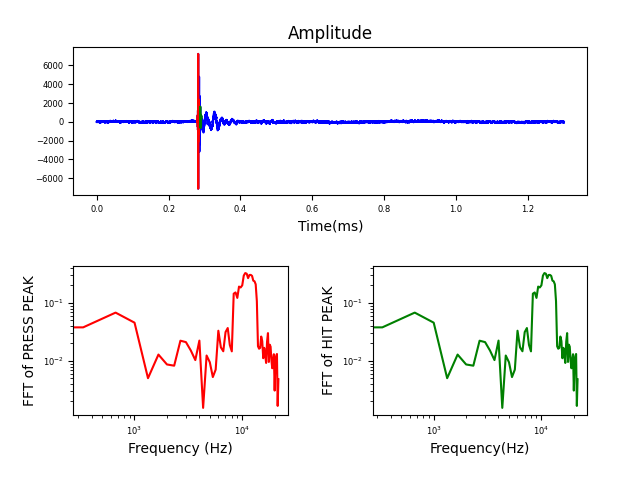 Amplitude
6000
4000
2000
0
−2000
−4000
−6000
0.0 0.2 0.4 0.6 0.8 1.0 1.2
Time(ms)
FFT of PRESS PEAK
10⁻¹
10⁻²
10³ 10⁴
Frequency (Hz)
FFT of HIT PEAK
10⁻¹
10⁻²
10³ 10⁴
Frequency(Hz)